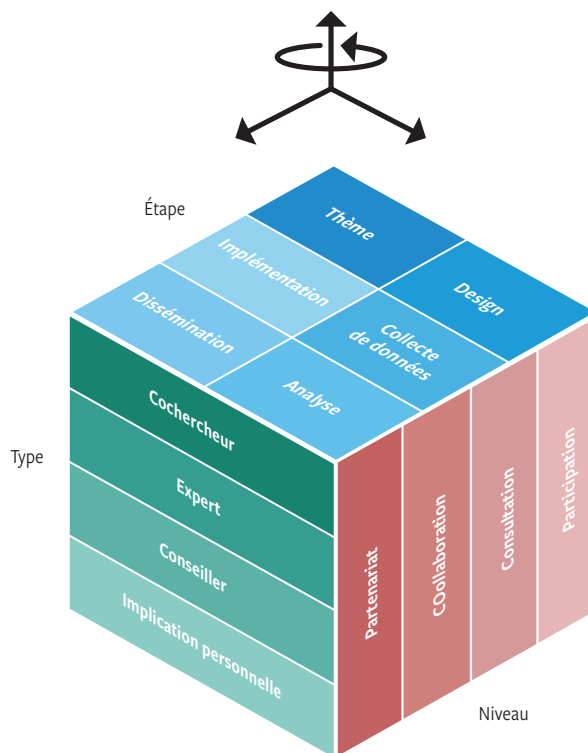 Étape
Thème
Implémentation
Design
Dissémination
Collecte
de données
Analyse
Type
Cochercheur
Expert
Conseiller
Implication personnelle
Partenariat
COollaboration
Consultation
Participation
Niveau